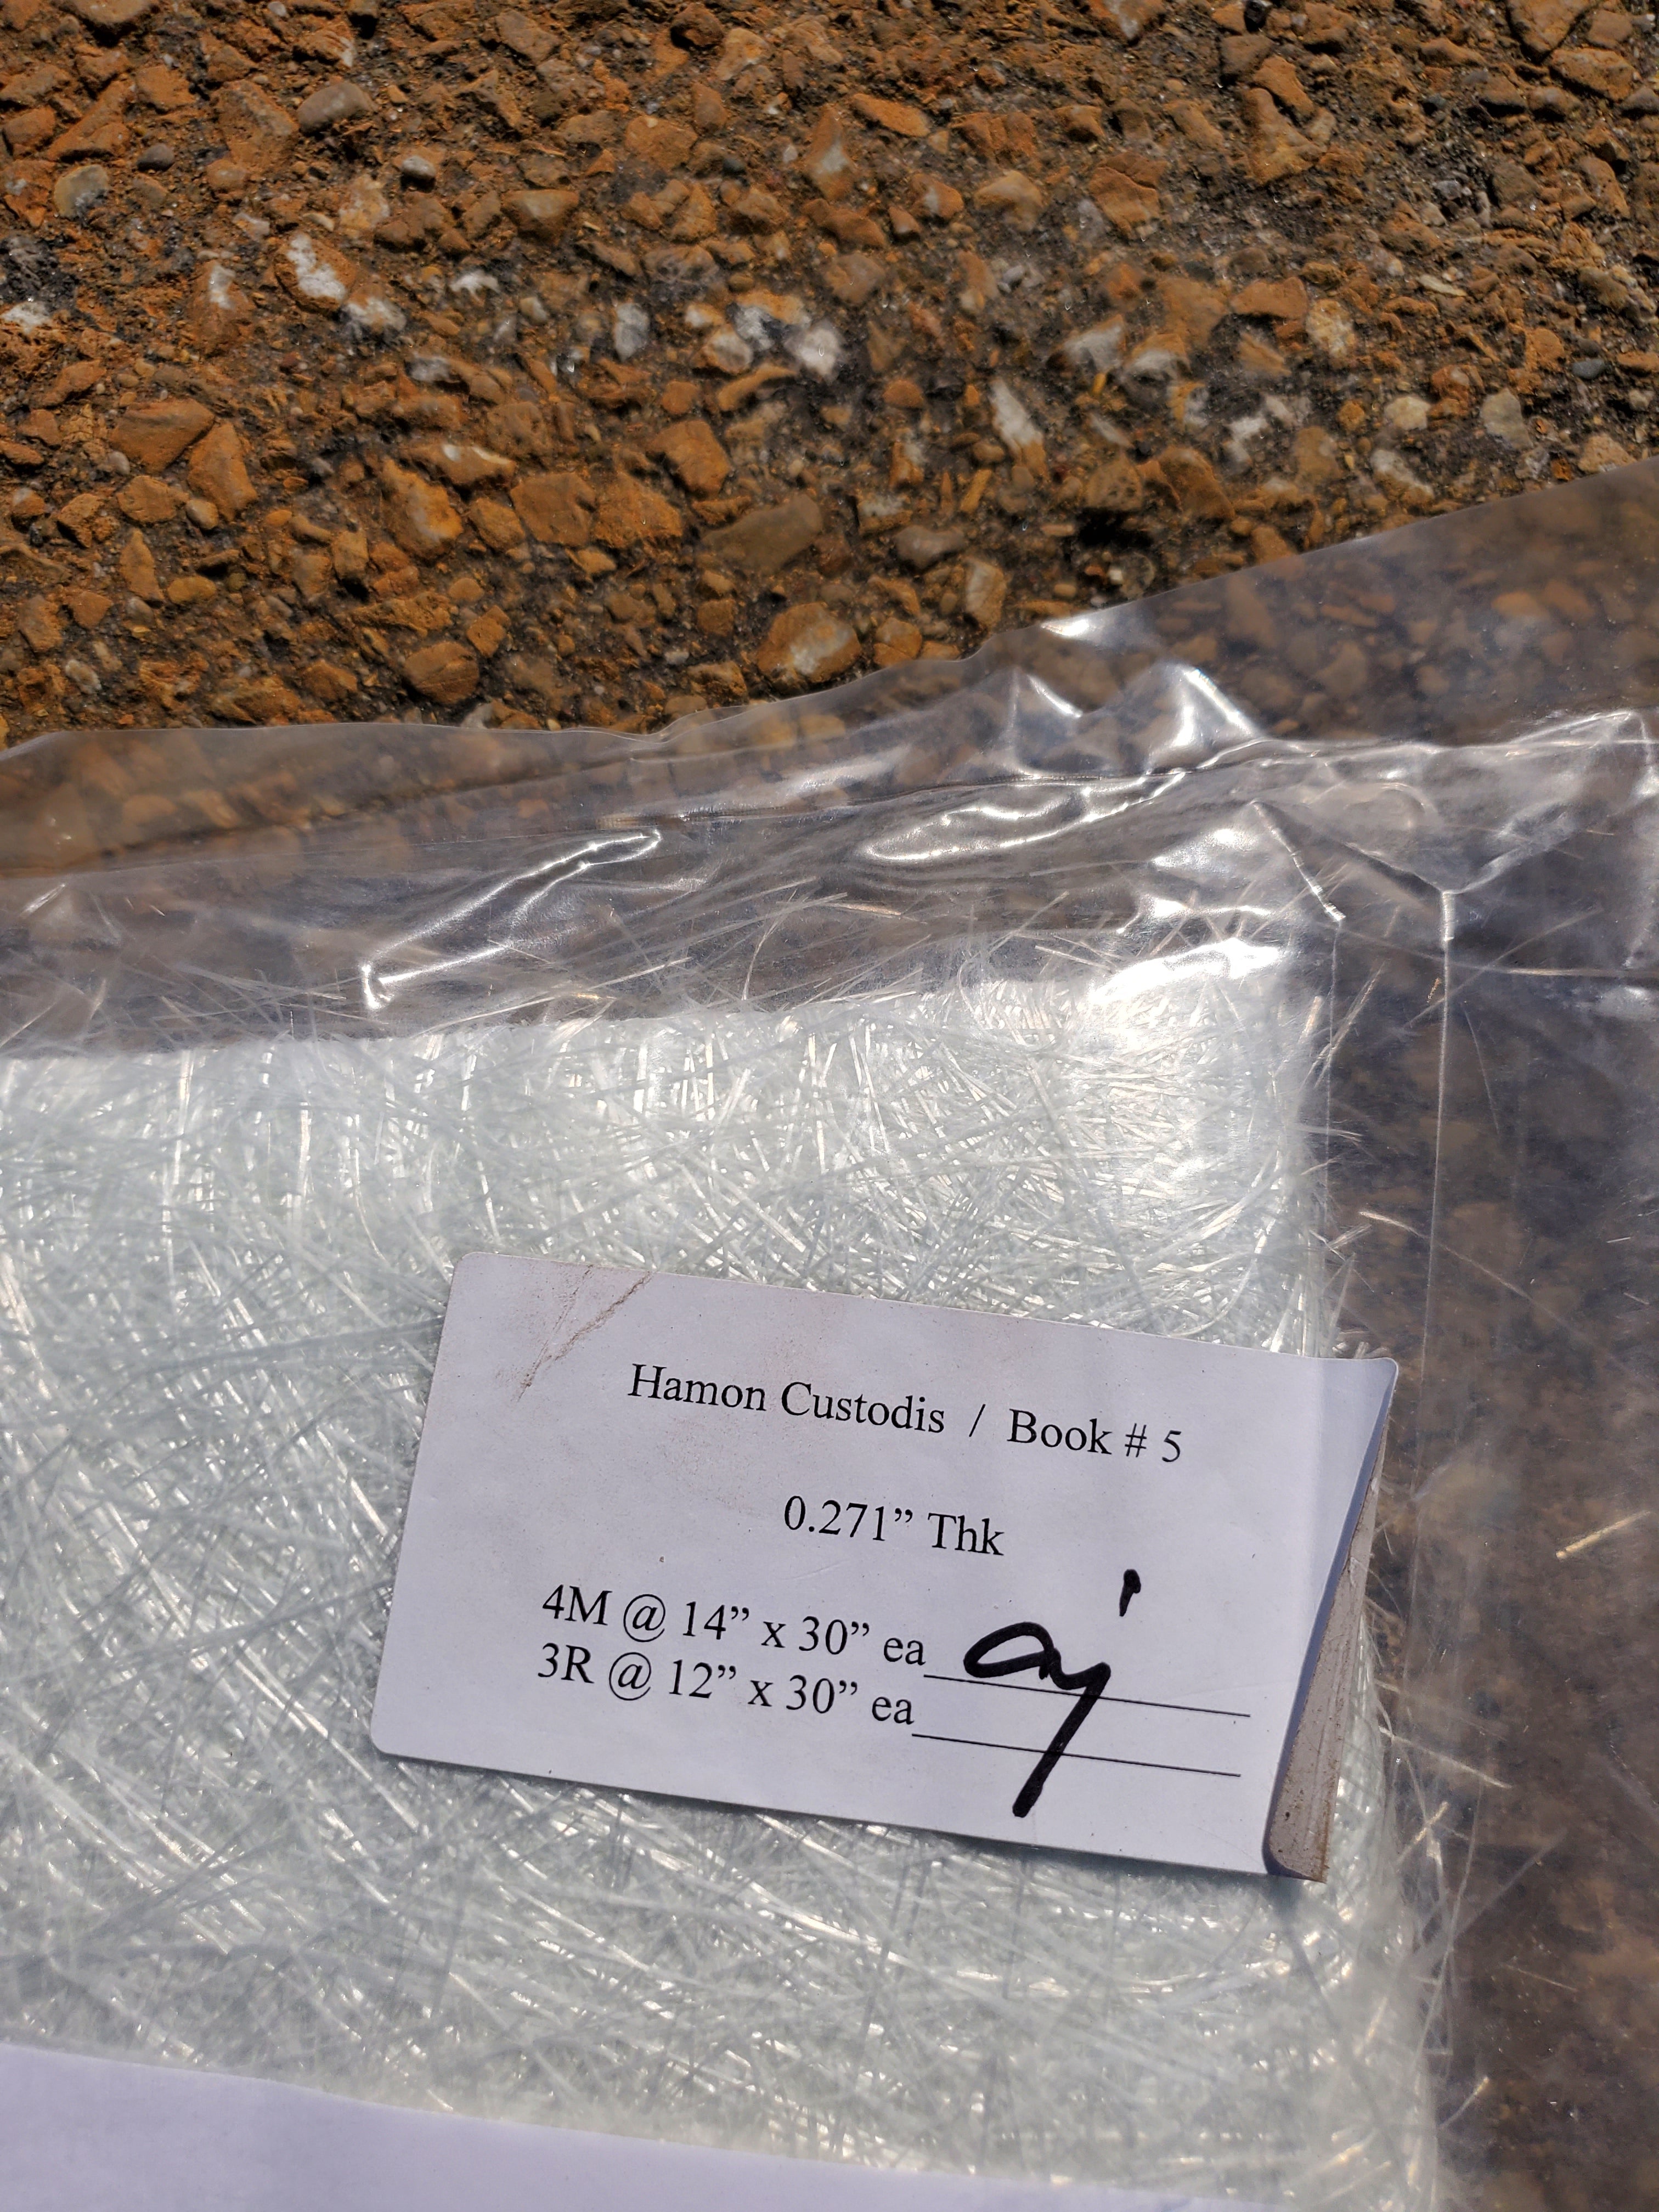 Hamon Custodis / Book # 5
0.271” Thk
4M @ 14” x 30” ea
3R @ 12” x 30” ea